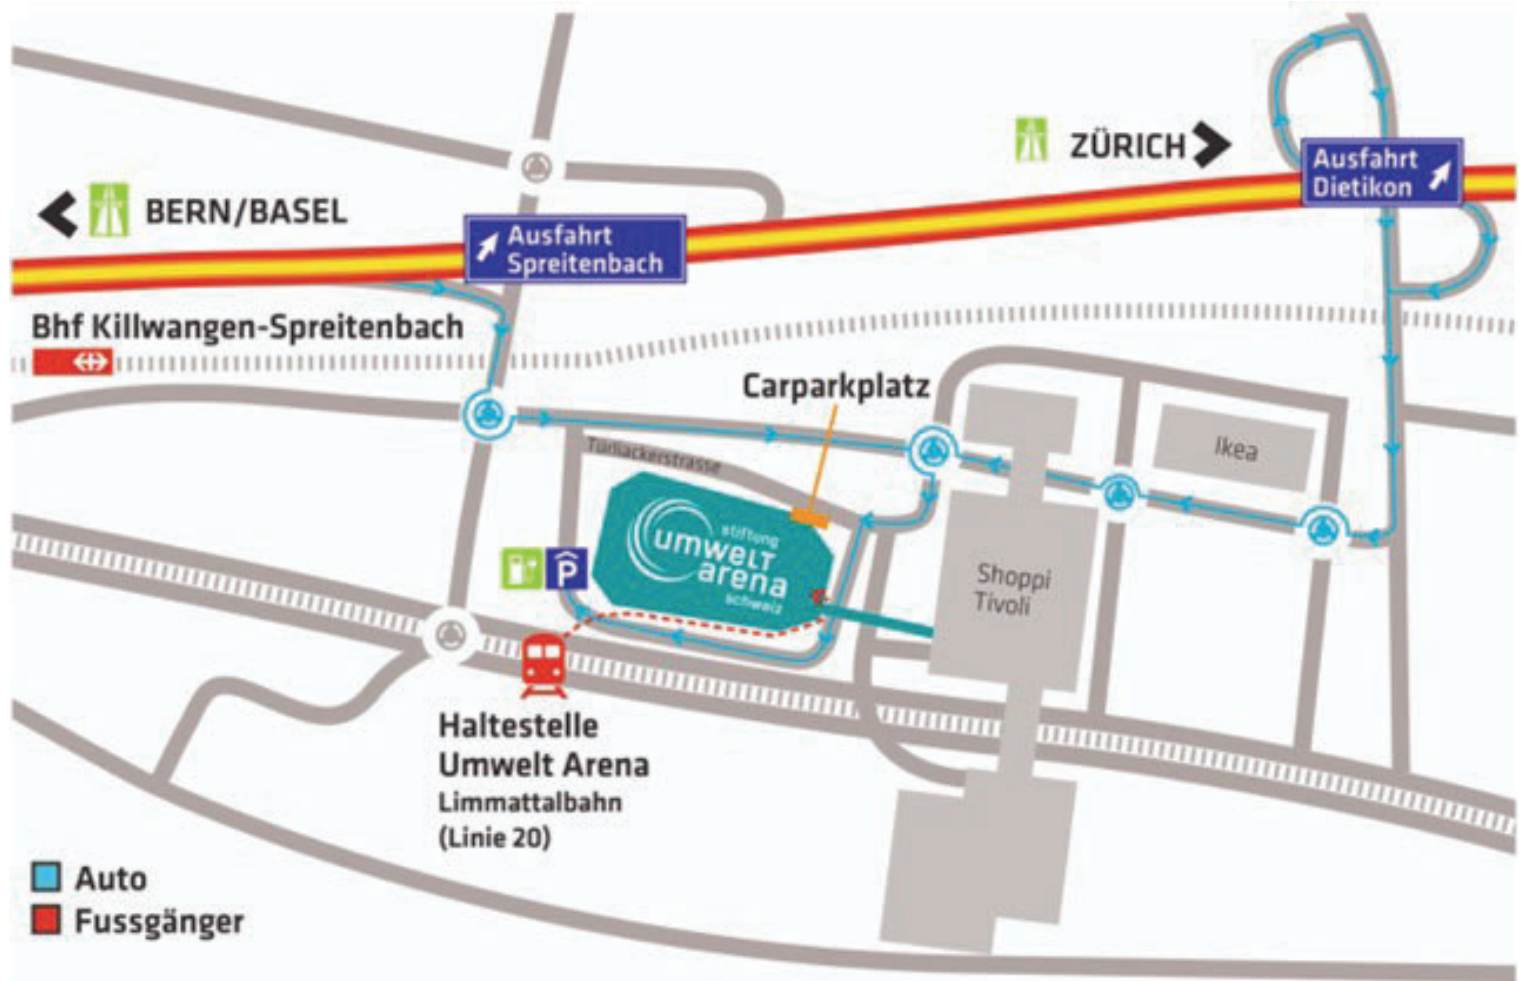 ZÜRICH
Ausfahrt
Dietikon
BERN/BASEL
Ausfahrt
Spreitenbach
Bhf Killwangen-Spreitenbach
Carparkplatz
Türliackerstrasse
Ikea
stiftung
umwelt
arena
schweiz
P
Shoppi
Tivoli
Haltestelle
Umwelt Arena
Limmattalbahn
(Linie 20)
Auto
Fussgänger